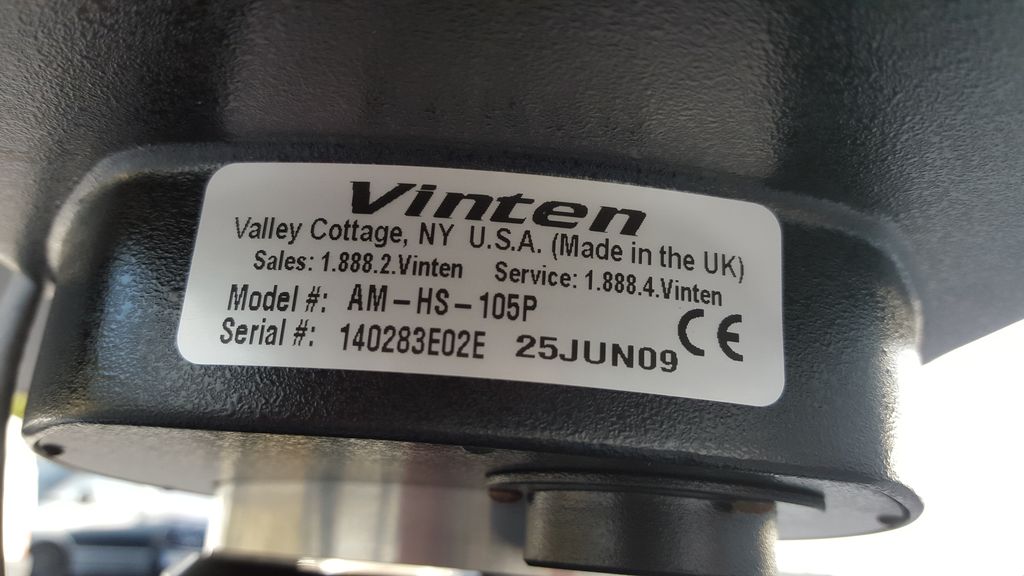 Vinten
Valley Cottage, NY U.S.A. (Made in the UK)
Sales: 1.888.2.Vinten Service: 1.888.4.Vinten
Model #: AM-HS-105P
Serial #: 140283E02E 25JUN09 CE